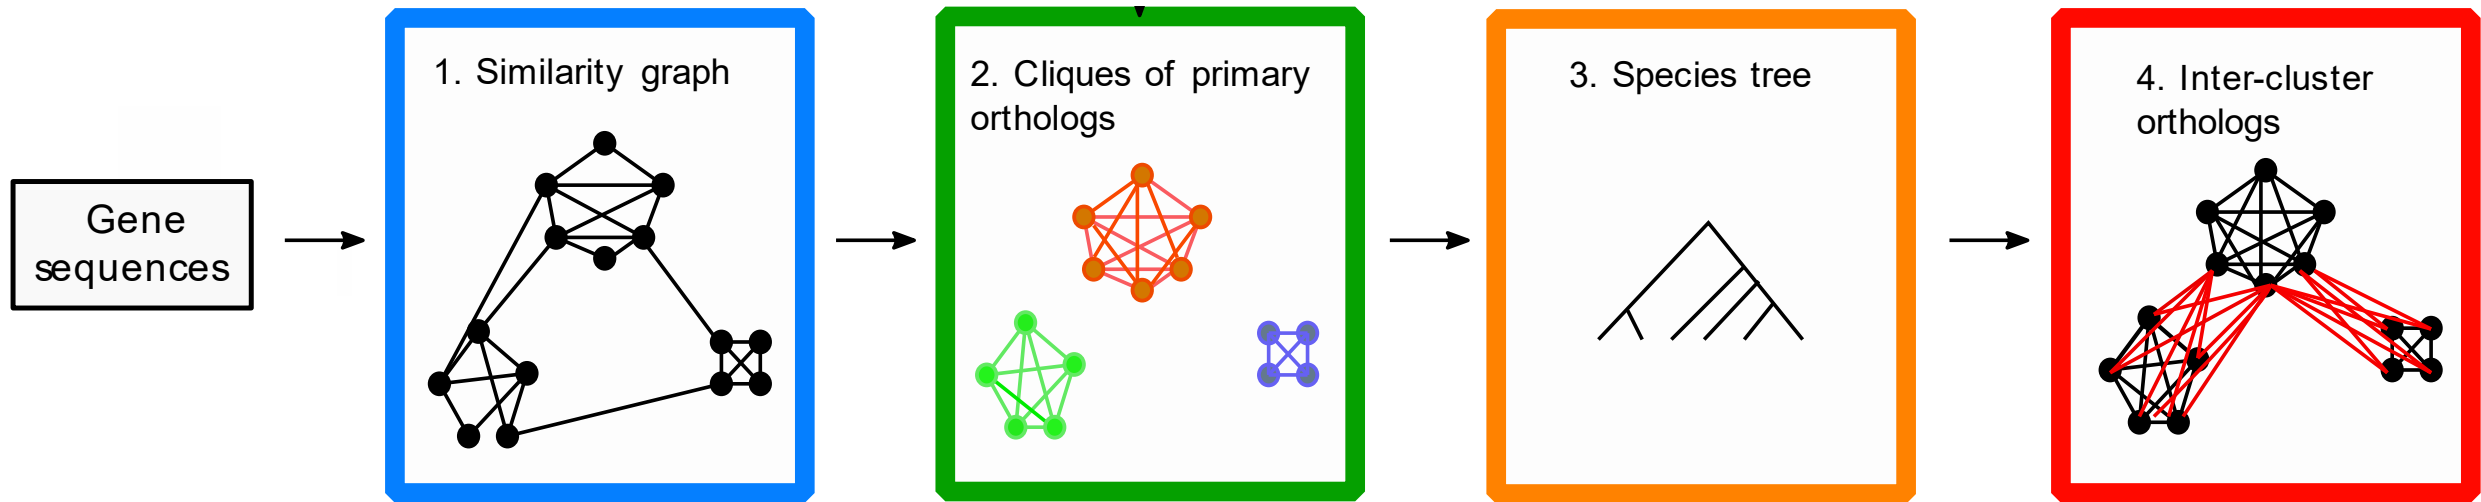 Gene
sequences
1. Similarity graph
2. Cliques of primary
orthologs
3. Species tree
4. Inter-cluster
orthologs